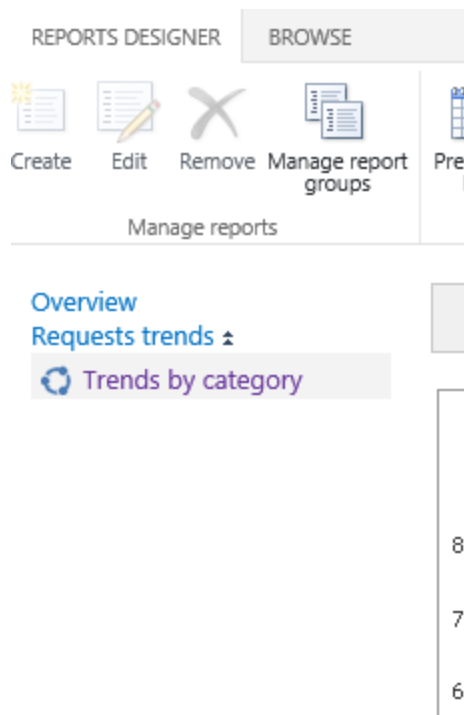 REPORTS DESIGNER BROWSE
Create Edit Remove Manage report groups
Manage reports
Overview
Requests trends
Trends by category
8
7
6